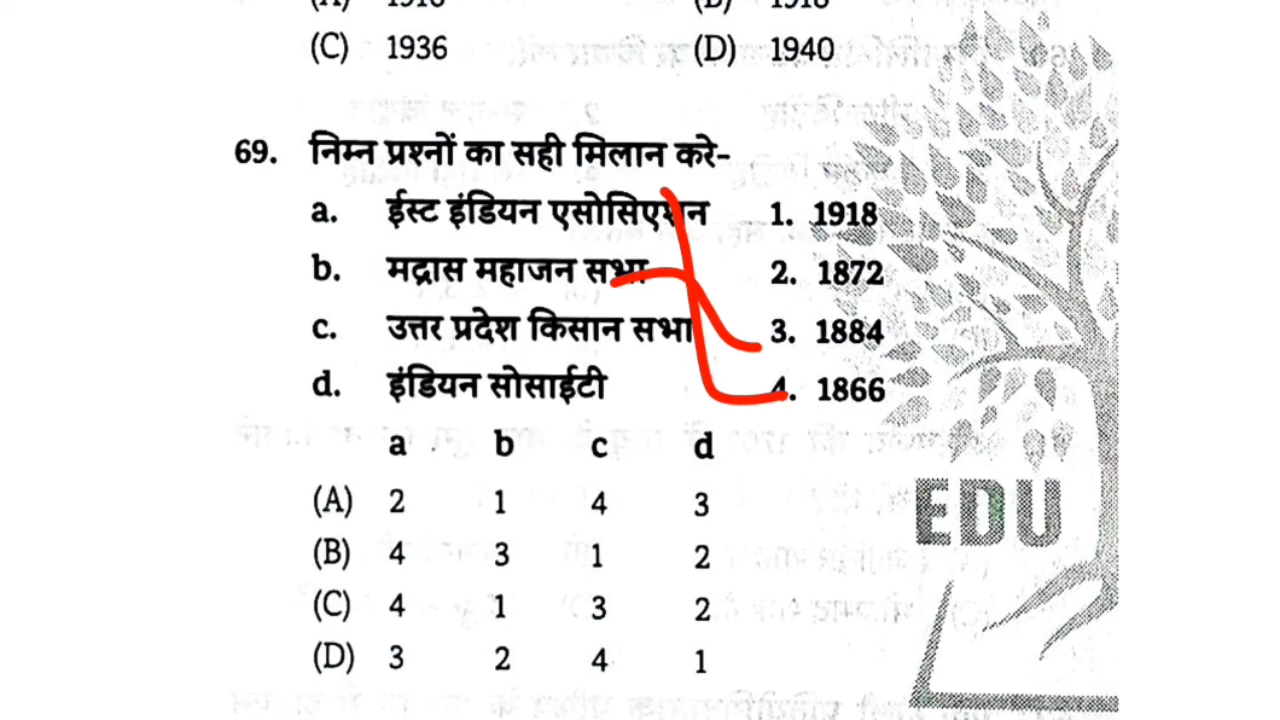 (C) 1936 (D) 1940
69. निम्न प्रश्नों का सही मिलान करे-
a. ईस्ट इंडियन एसोसिएशन 1. 1918
b. मद्रास महाजन सभा 2. 1872
c. उत्तर प्रदेश किसान सभा 3. 1884
d. इंडियन सोसाईटी 4. 1866
a b c d
(A) 2 1 4 3
(B) 4 3 1 2
(C) 4 1 3 2
(D) 3 2 4 1
EDU